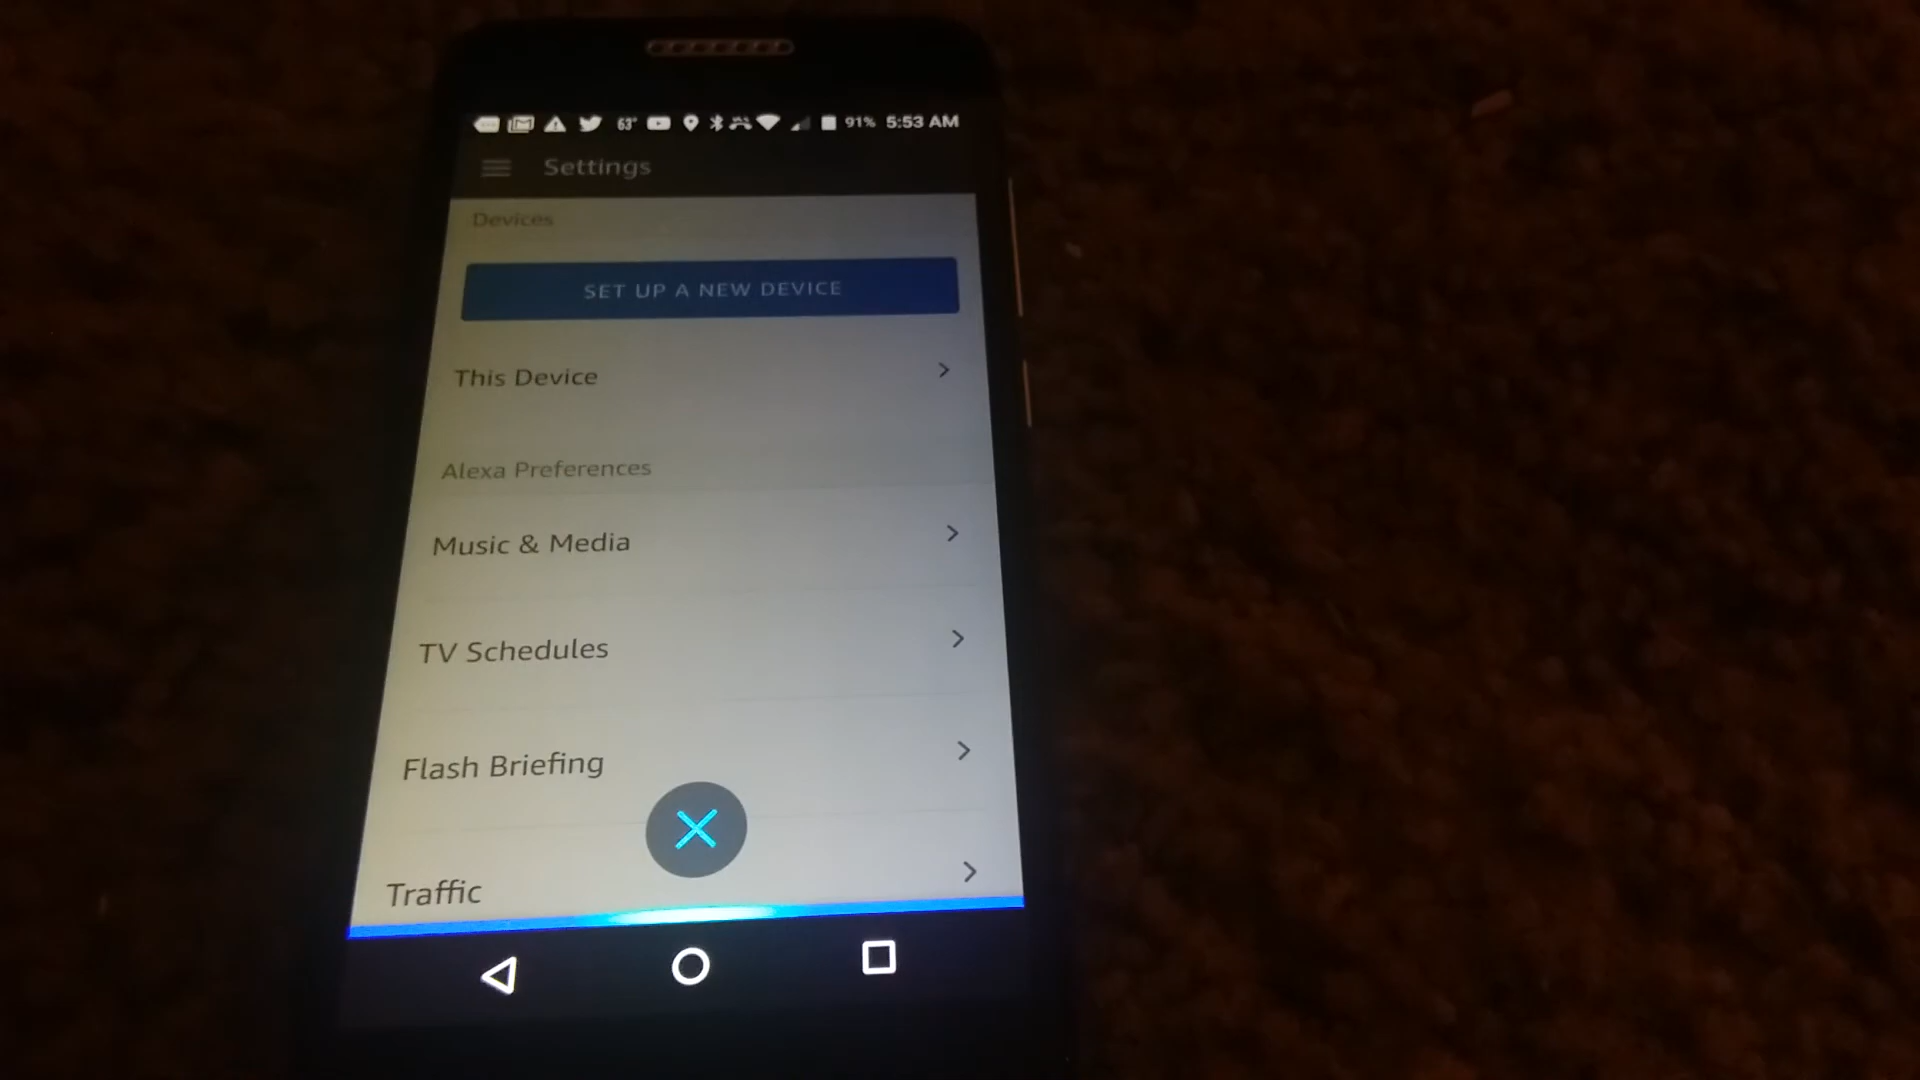 63° 91% 5:53 AM
Settings
Devices
SET UP A NEW DEVICE
This Device
Alexa Preferences
Music & Media
TV Schedules
Flash Briefing
Traffic